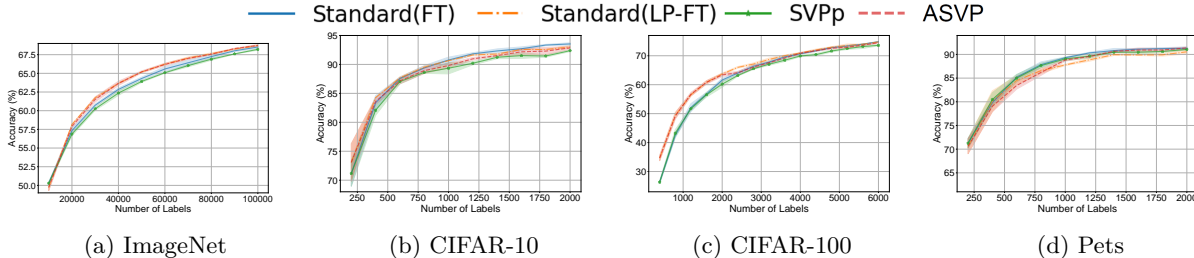 Standard(FT) Standard(LP-FT) SVPp ASVP
67.5
65.0
62.5
60.0
57.5
55.0
52.5
50.0
Accuracy (%)
20000 40000 60000 80000 100000
Number of Labels
(a) ImageNet
95
90
85
80
75
70
Accuracy (%)
250 500 750 1000 1250 1500 1750 2000
Number of Labels
(b) CIFAR-10
70
60
50
40
30
Accuracy (%)
1000 2000 3000 4000 5000 6000
Number of Labels
(c) CIFAR-100
95
90
85
80
75
70
65
Accuracy (%)
250 500 750 1000 1250 1500 1750 2000
Number of Labels
(d) Pets